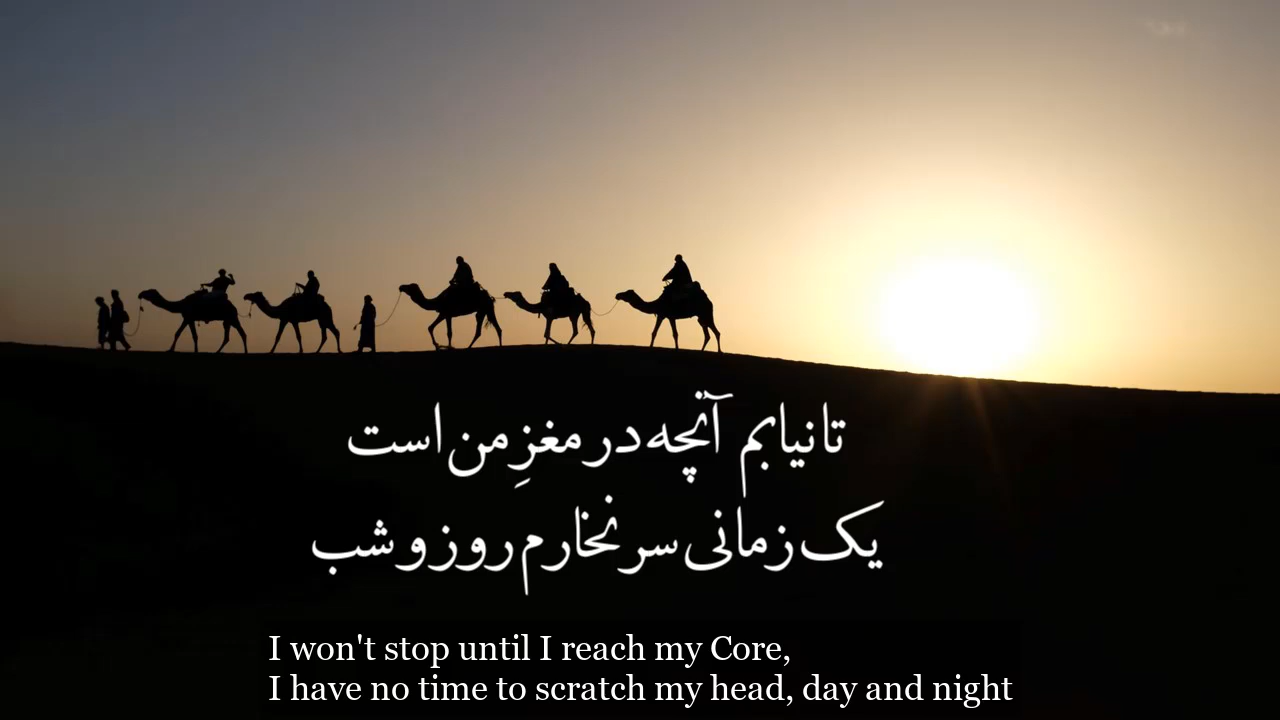 تا نیابم آنچه در مغزِ من است
یک زمانی سر نخارم روز و شب
I won't stop until I reach my Core,
I have no time to scratch my head, day and night